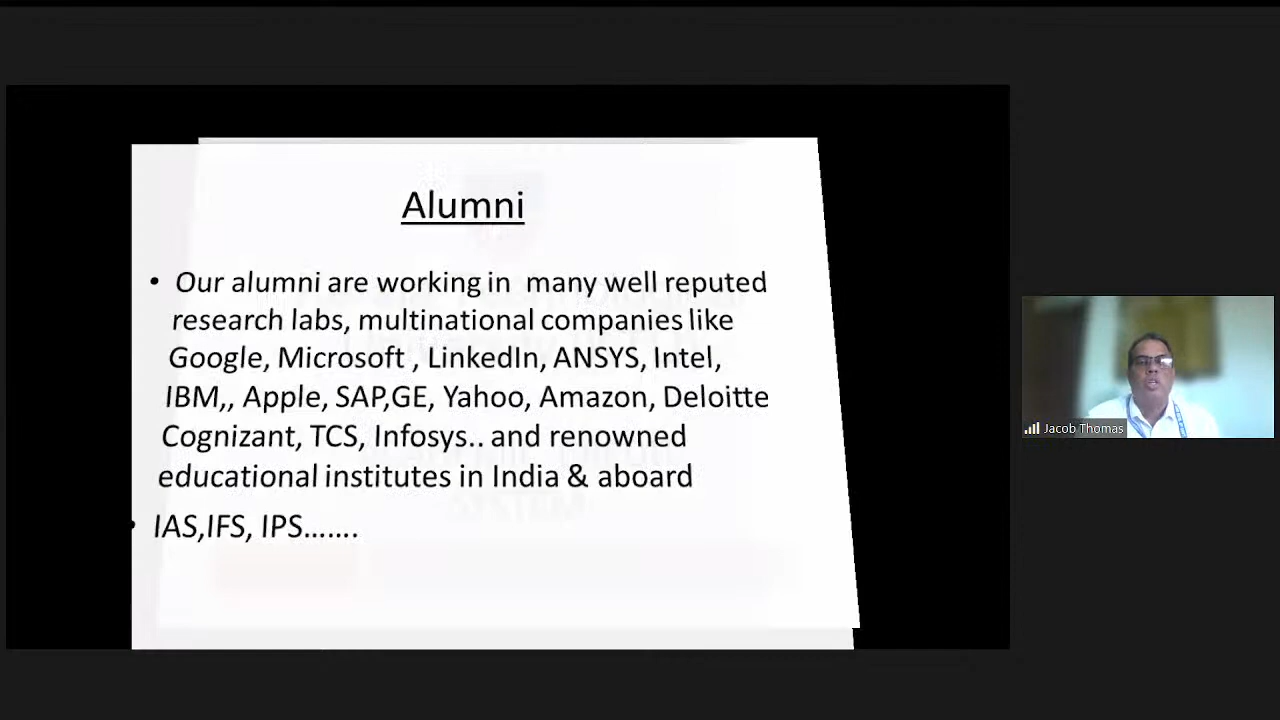 Alumni
• Our alumni are working in many well reputed
research labs, multinational companies like
Google, Microsoft , LinkedIn, ANSYS, Intel,
IBM,, Apple, SAP,GE, Yahoo, Amazon, Deloitte
Cognizant, TCS, Infosys.. and renowned
educational institutes in India & aboard
• IAS,IFS, IPS.......
Jacob Thomas